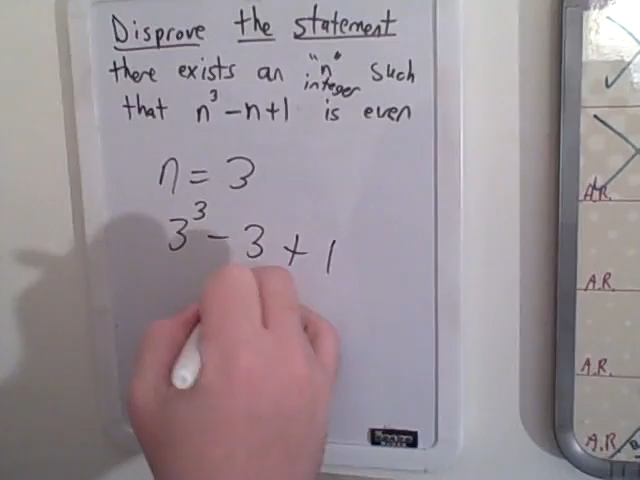 Disprove the statement
there exists an "n" such
integer
that n³ - n + 1 is even
n = 3
3³ - 3 + 1
A.R.
A.R.
A.R.
A.R.